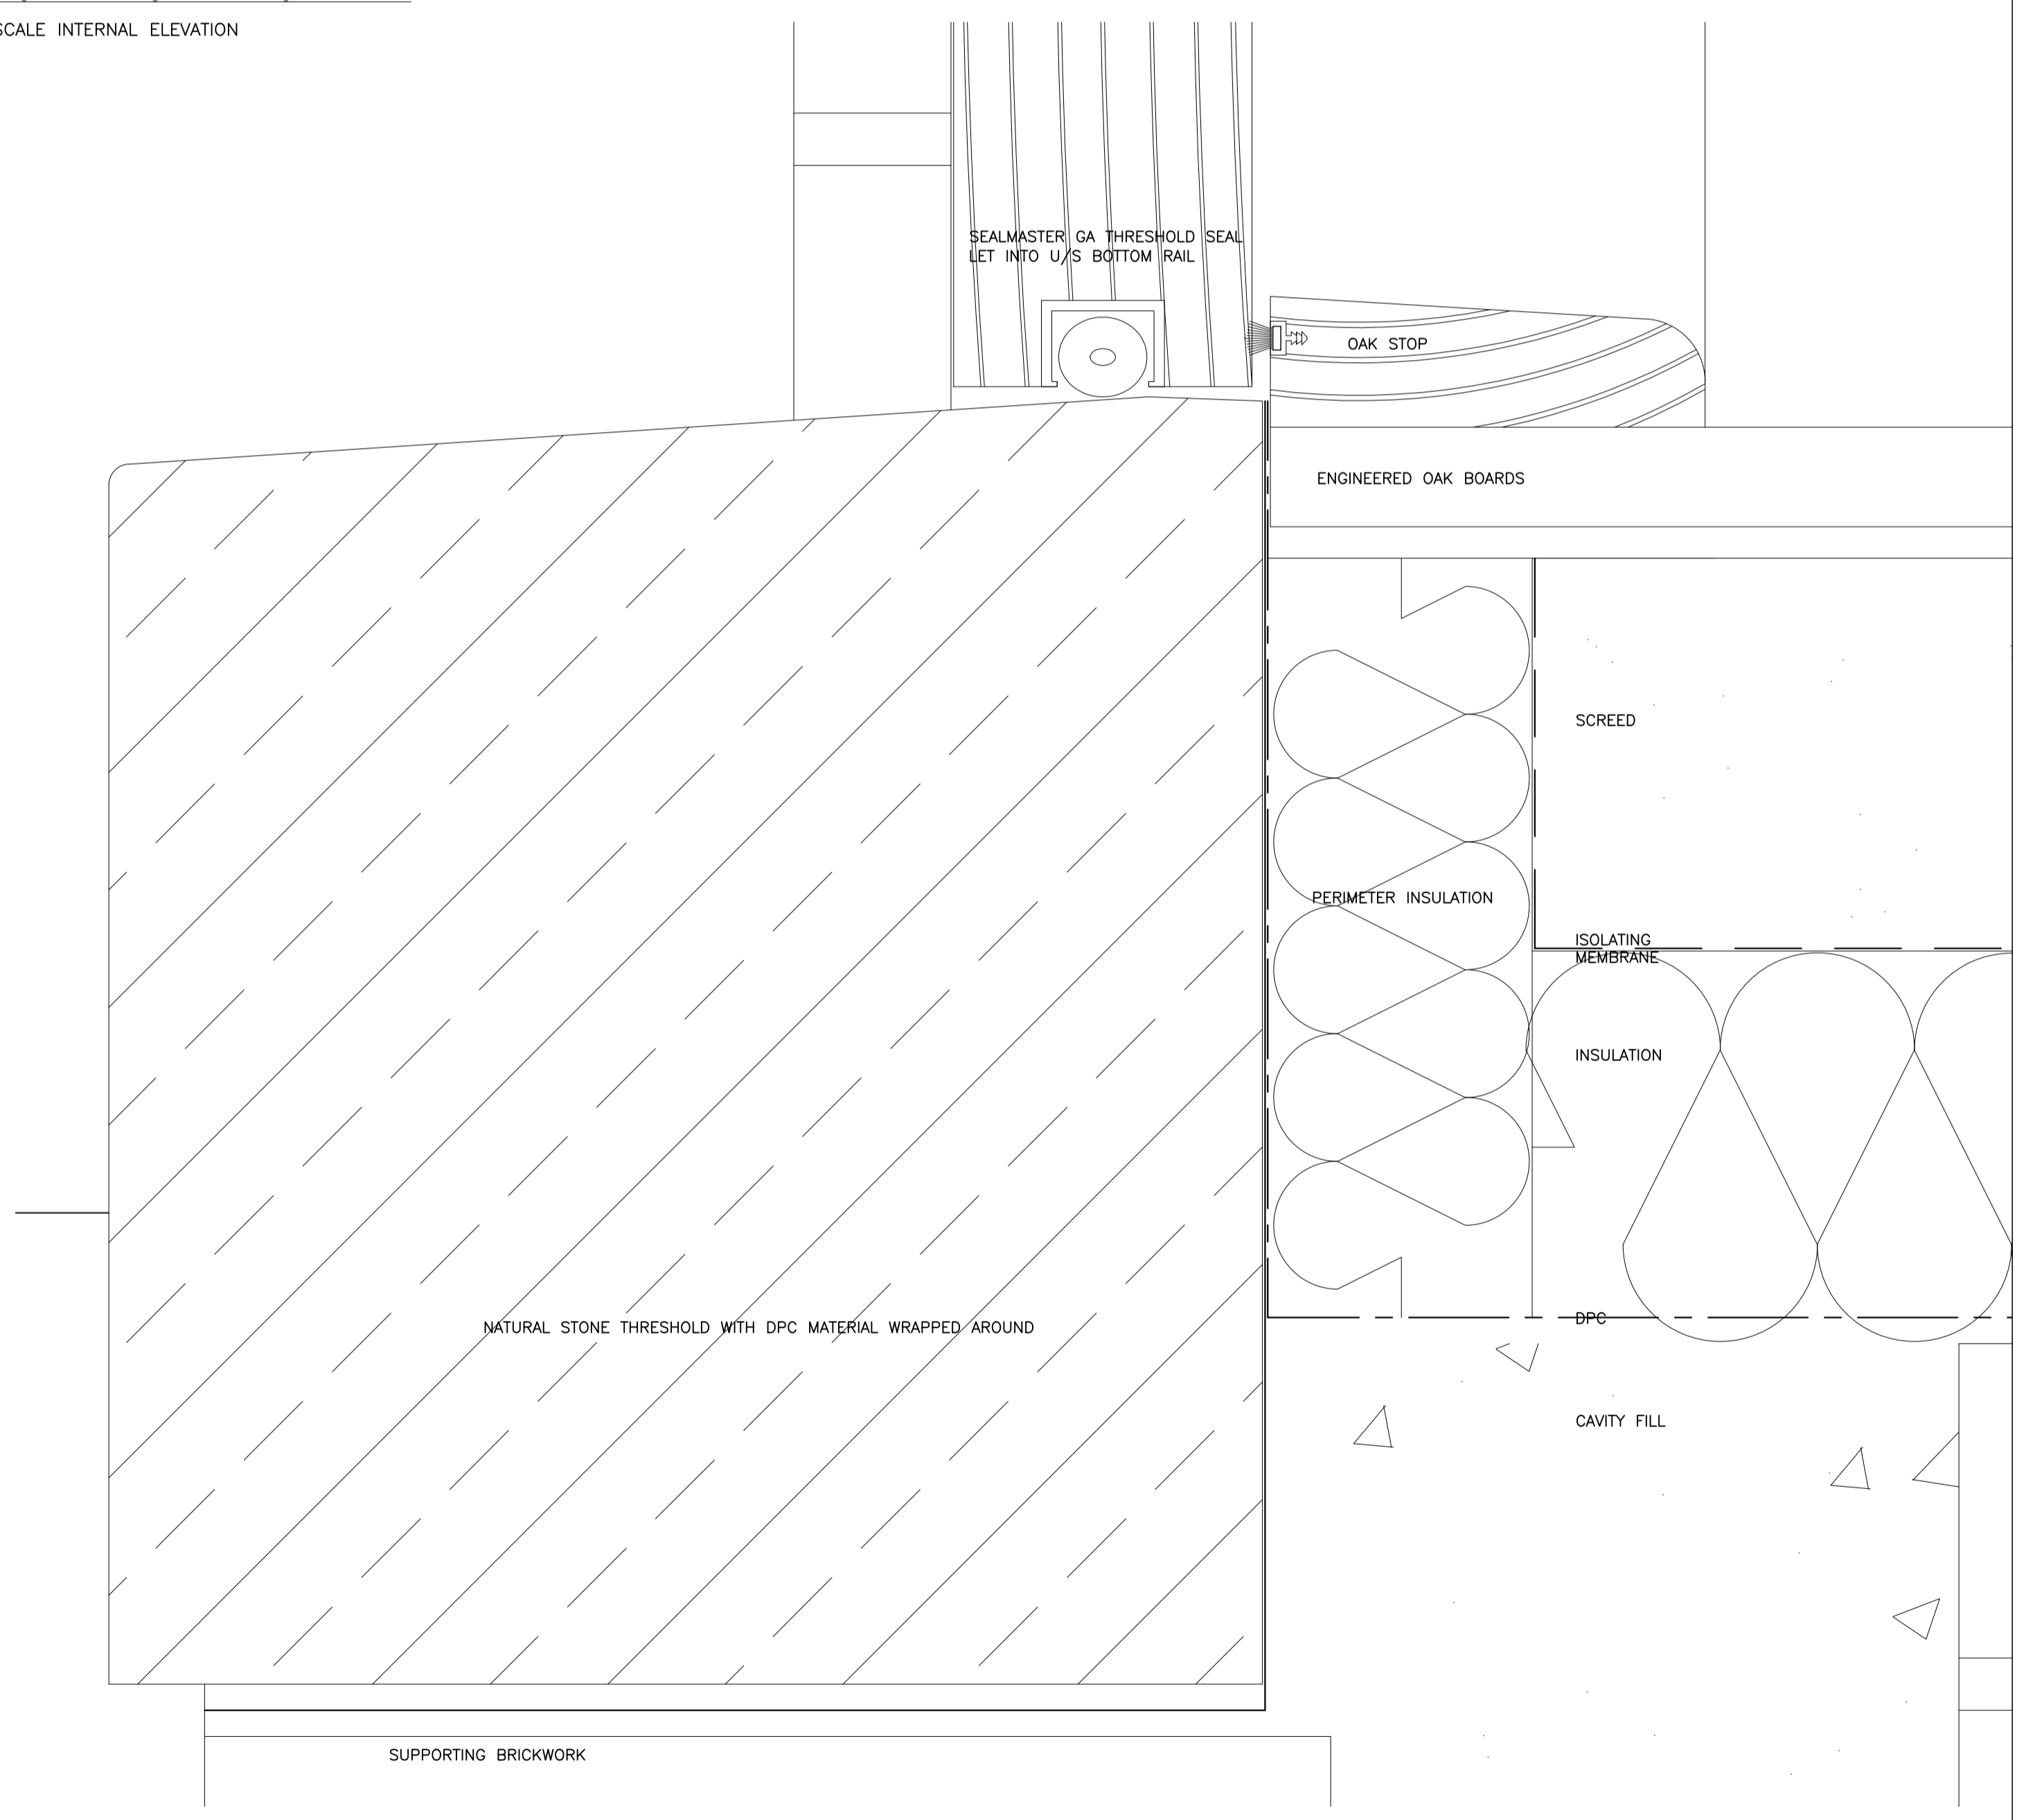 SCALE INTERNAL ELEVATION
SEALMASTER GA THRESHOLD SEAL
LET INTO U/S BOTTOM RAIL
OAK STOP
ENGINEERED OAK BOARDS
SCREED
PERIMETER INSULATION
ISOLATING
MEMBRANE
INSULATION
DPC
NATURAL STONE THRESHOLD WITH DPC MATERIAL WRAPPED AROUND
CAVITY FILL
SUPPORTING BRICKWORK